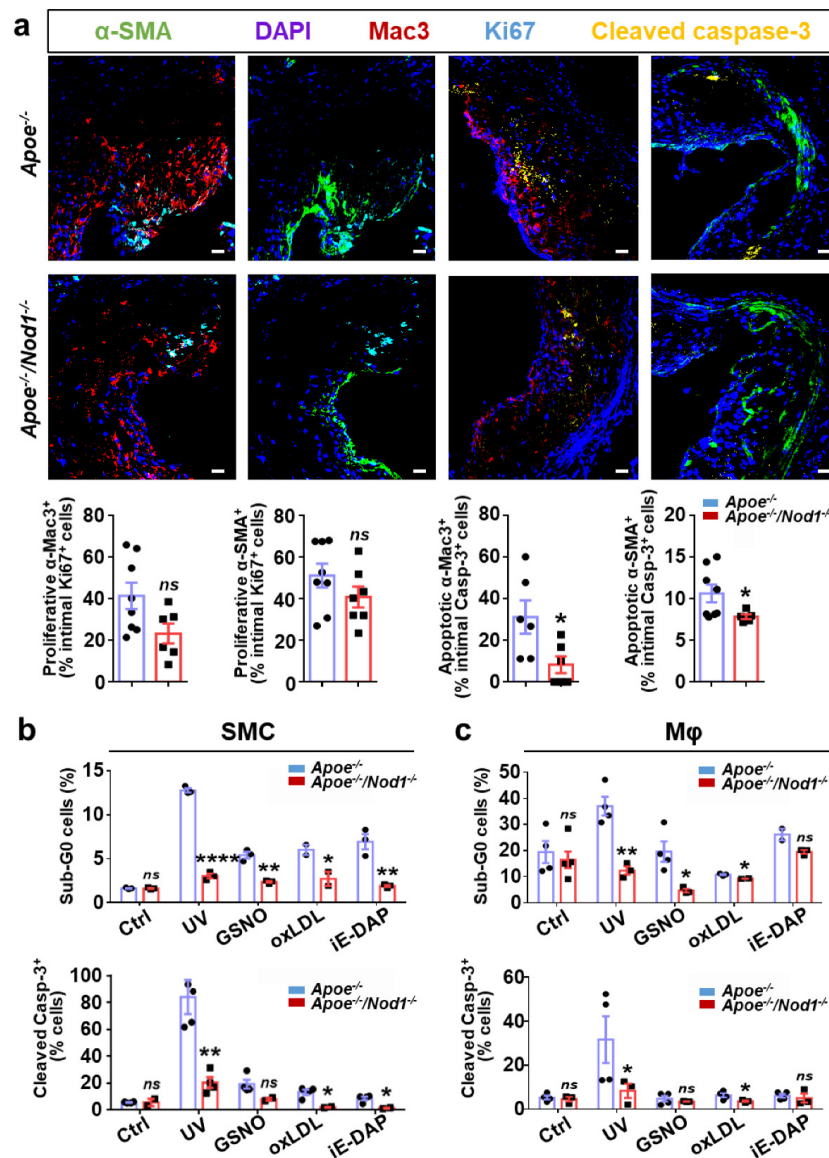 a
α-SMA DAPI Mac3 Ki67 Cleaved caspase-3
Apoe-/-
Apoe-/-/Nod1-/-
Proliferative α-Mac3+
(% intimal Ki67+ cells)
80
60
40
20
0
ns
Proliferative α-SMA+
(% intimal Ki67+ cells)
80
60
40
20
0
ns
Apoptotic α-Mac3+
(% intimal Casp-3+ cells)
80
60
40
20
0
*
Apoptotic α-SMA+
(% intimal Casp-3+ cells)
20
15
10
5
0
*
Apoe-/-
Apoe-/-/Nod1-/-
b
SMC
Sub-G0 cells (%)
15
10
5
0
Apoe-/-
Apoe-/-/Nod1-/-
ns
****
**
*
**
Ctrl UV GSNO oxLDL iE-DAP
Cleaved Casp-3+
(% cells)
100
80
60
40
20
0
Apoe-/-
Apoe-/-/Nod1-/-
ns
**
ns
*
*
Ctrl UV GSNO oxLDL iE-DAP
c
Mφ
Sub-G0 cells (%)
50
40
30
20
10
0
Apoe-/-
Apoe-/-/Nod1-/-
ns
**
*
*
ns
Ctrl UV GSNO oxLDL iE-DAP
Cleaved Casp-3+
(% cells)
60
40
20
0
Apoe-/-
Apoe-/-/Nod1-/-
ns
*
ns
*
ns
Ctrl UV GSNO oxLDL iE-DAP